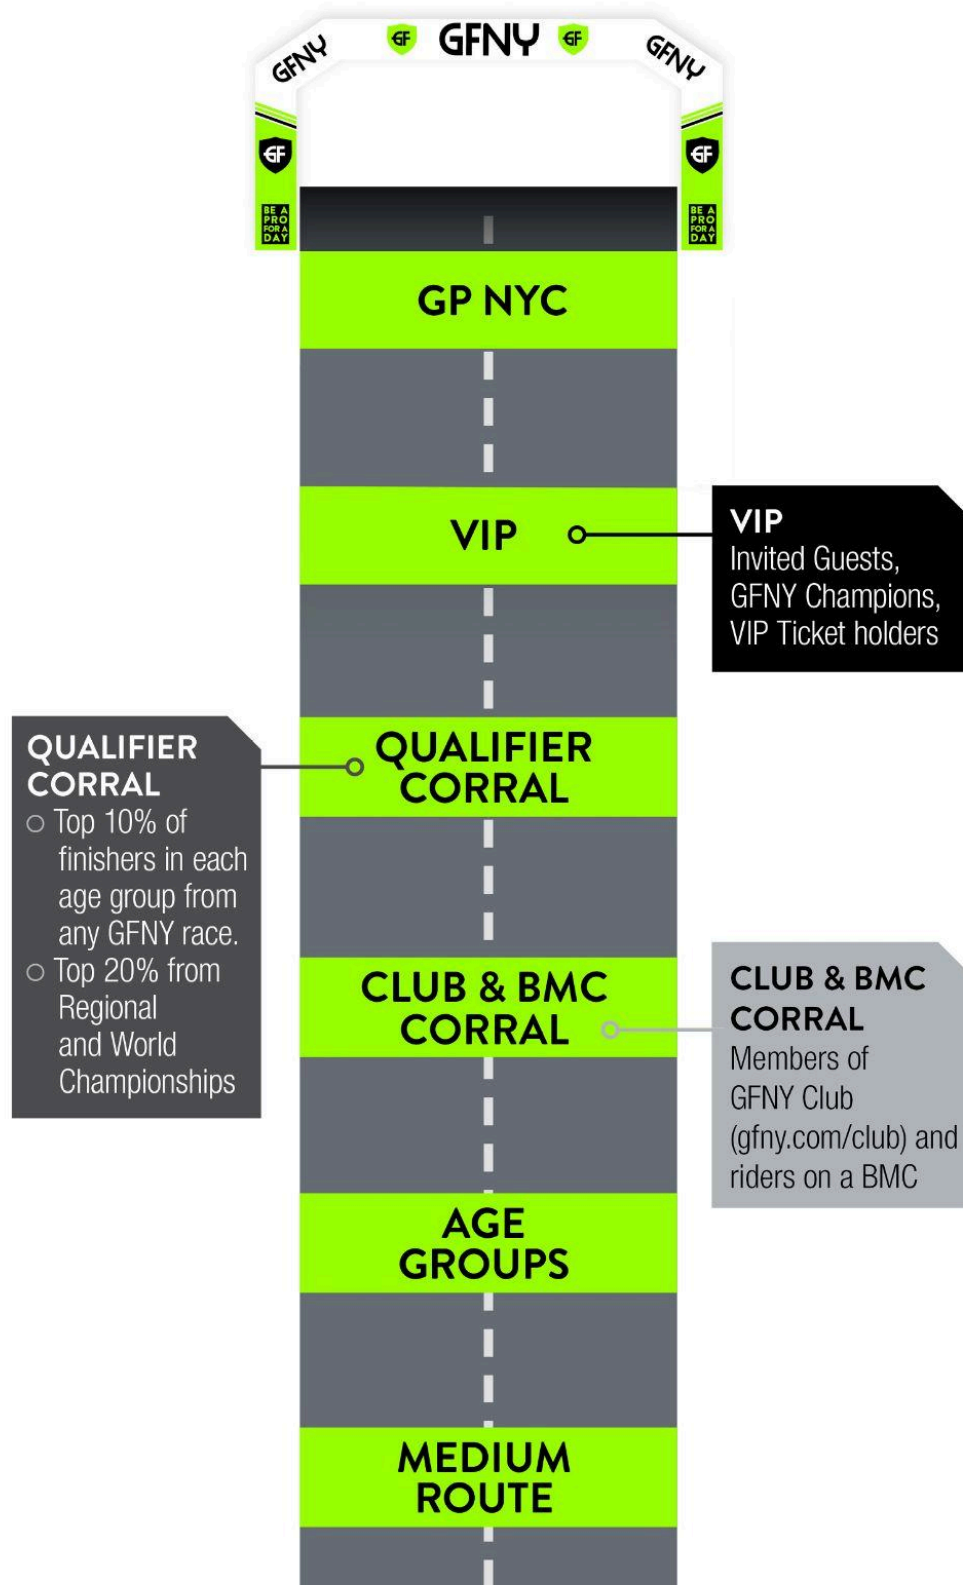 GFNY
GF
GFNY
GF
GFNY
GF
GF
BE A
PRO
FOR A
DAY
BE A
PRO
FOR A
DAY
GP NYC
VIP
VIP
Invited Guests,
GFNY Champions,
VIP Ticket holders
QUALIFIER
CORRAL
○ Top 10% of
finishers in each
age group from
any GFNY race.
○ Top 20% from
Regional
and World
Championships
QUALIFIER
CORRAL
CLUB & BMC
CORRAL
CLUB & BMC
CORRAL
Members of
GFNY Club
(gfny.com/club) and
riders on a BMC
AGE
GROUPS
MEDIUM
ROUTE